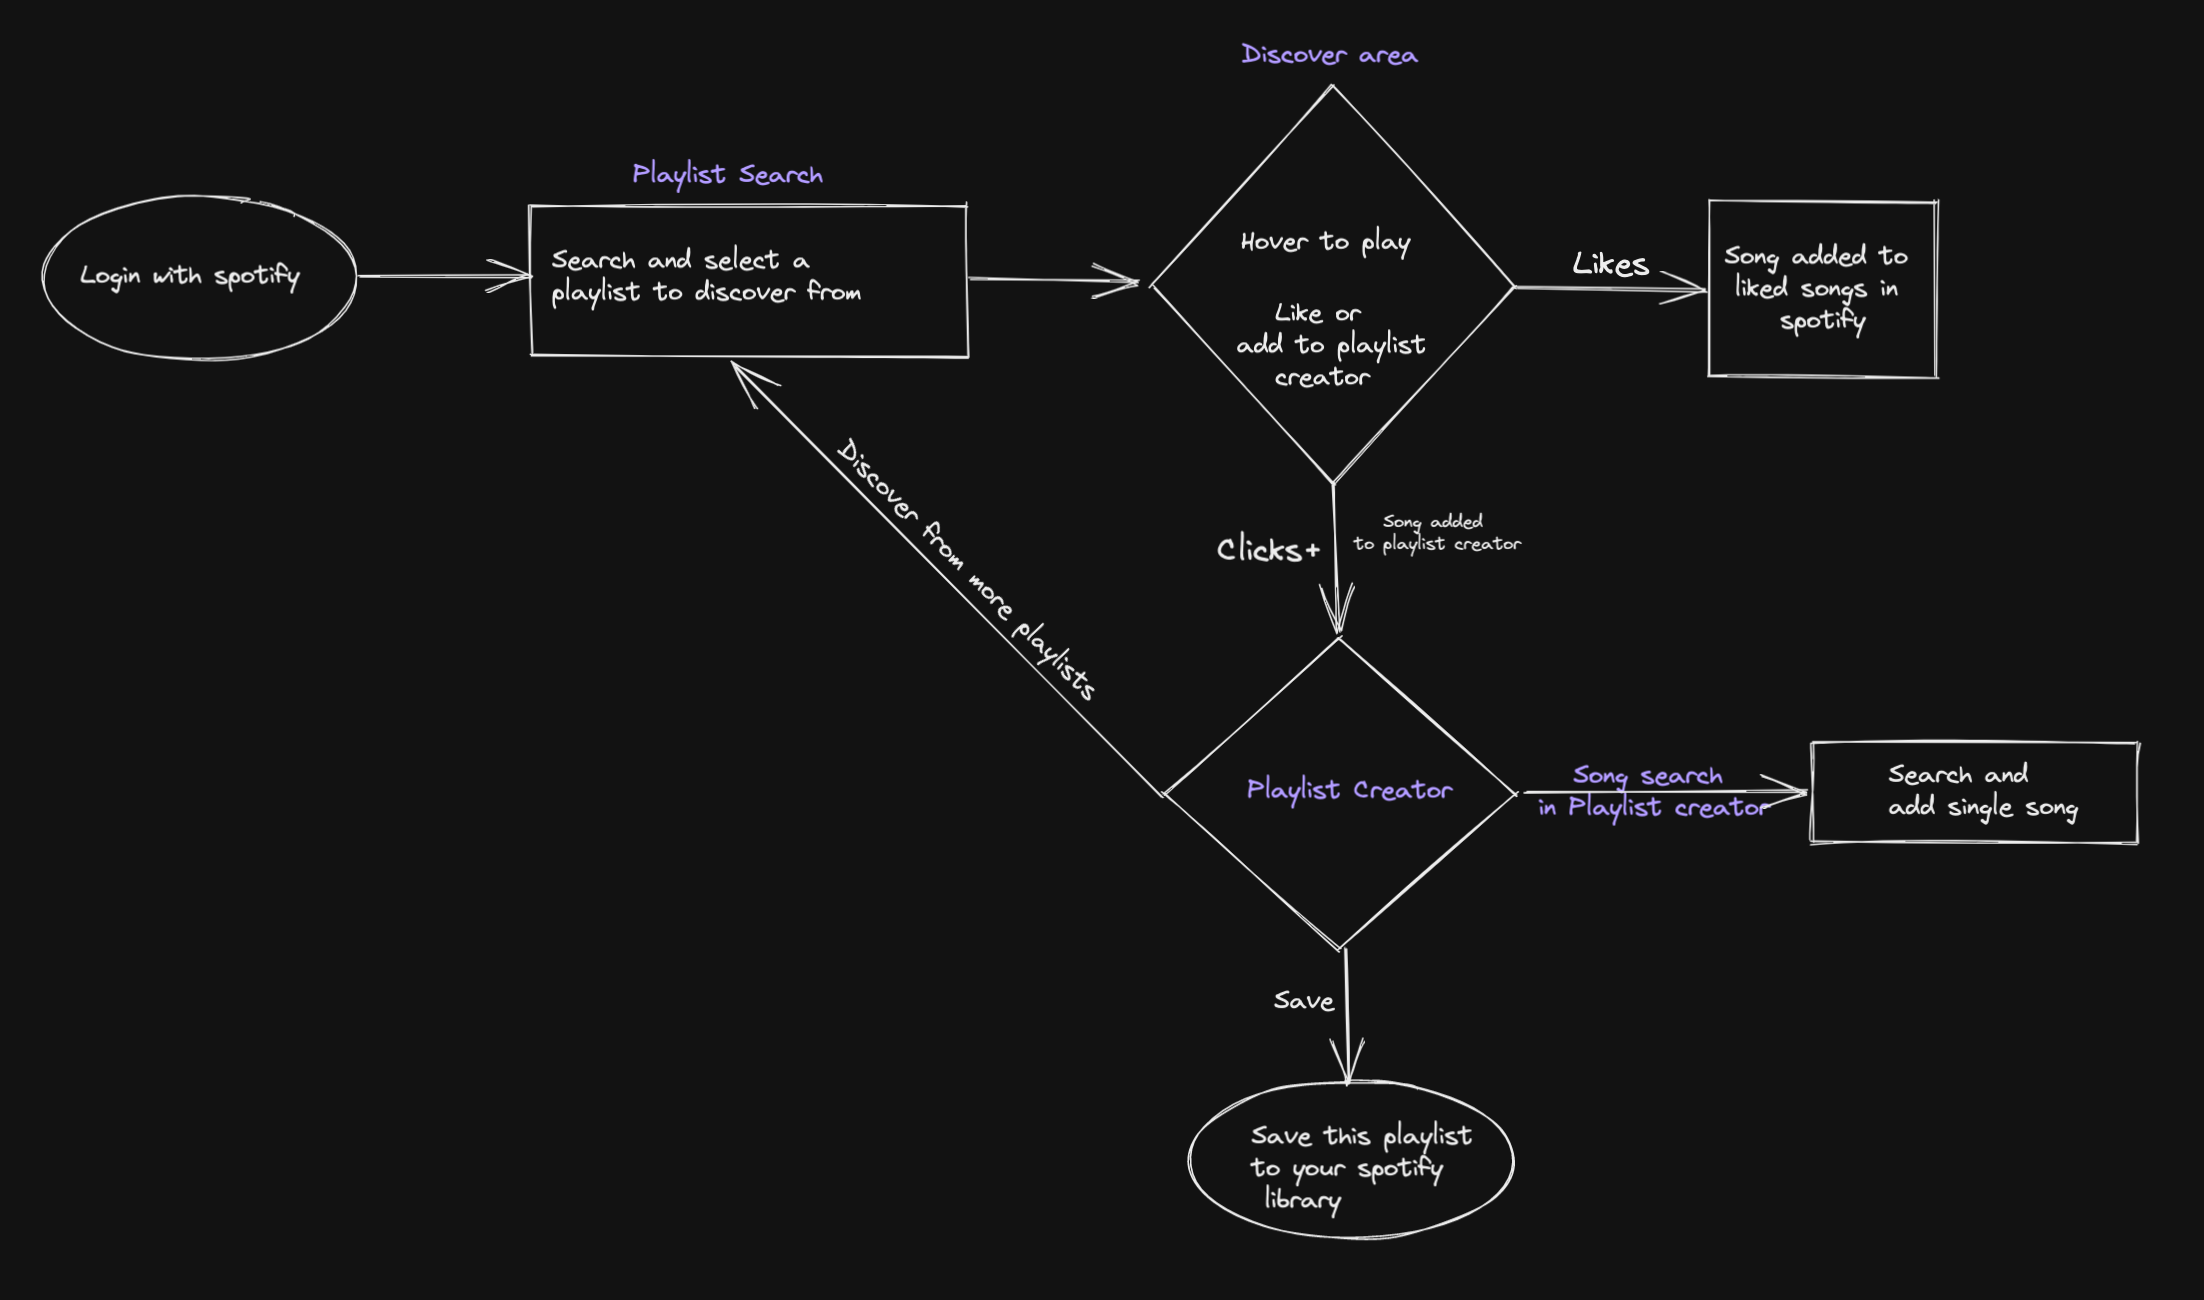 Discover area
Playlist Search
Login with spotify
Search and select a
playlist to discover from
Hover to play
Like or
add to playlist
creator
Likes
Song added to
liked songs in
spotify
Discover from more playlists
Clicks+
Song added
to playlist creator
Playlist Creator
Song search
in Playlist creator
Search and
add single song
Save
Save this playlist
to your spotify
library